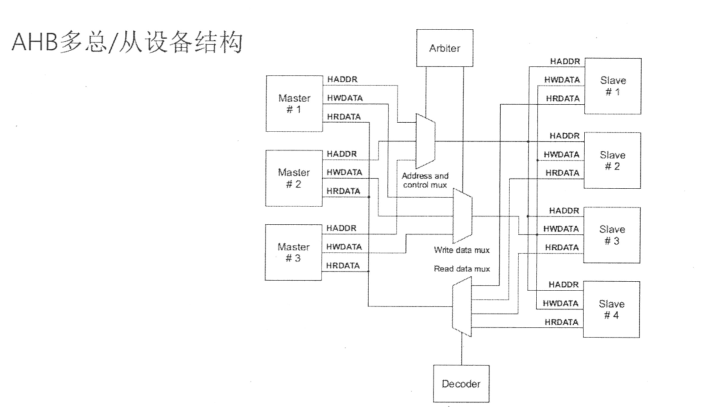 AHB多总/从设备结构
Arbiter
Master
# 1
HADDR
HWDATA
HRDATA
Master
# 2
HADDR
HWDATA
HRDATA
Master
# 3
HADDR
HWDATA
HRDATA
Address and
control mux
Write data mux
Read data mux
HADDR
HWDATA
HRDATA
Slave
# 1
HADDR
HWDATA
HRDATA
Slave
# 2
HADDR
HWDATA
HRDATA
Slave
# 3
HADDR
HWDATA
HRDATA
Slave
# 4
Decoder